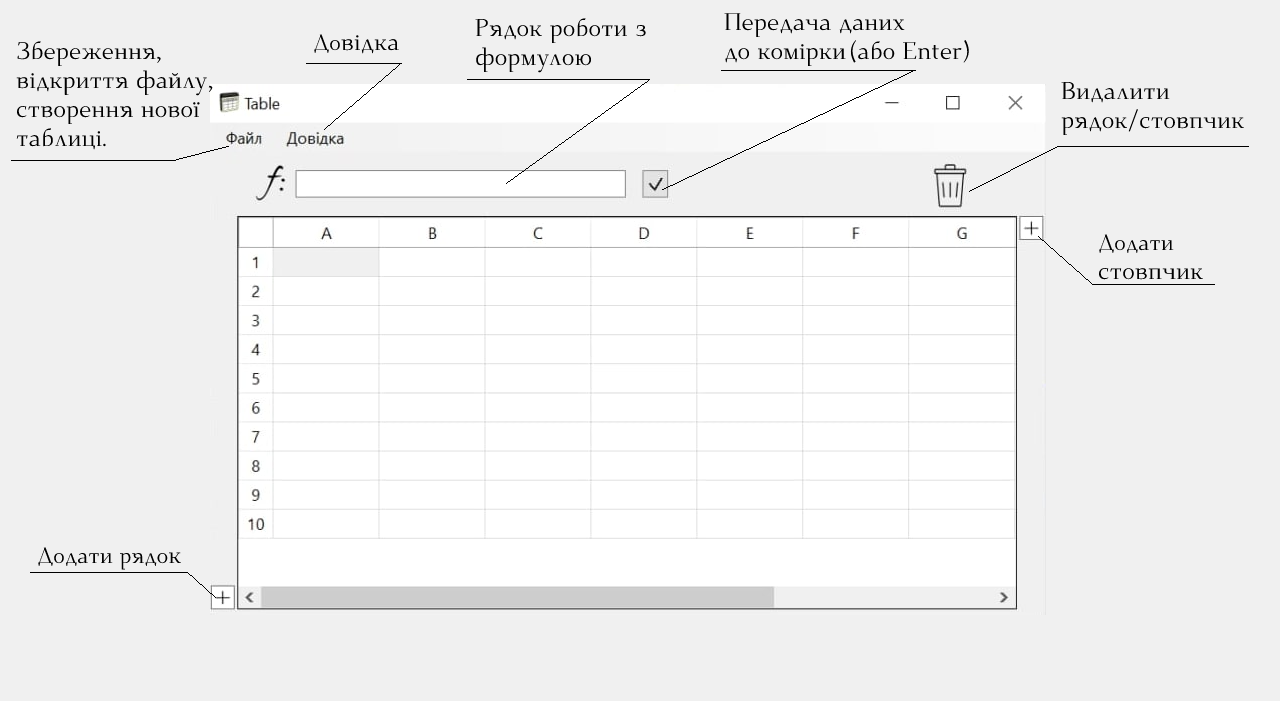 Збереження,
відкриття файлу,
створення нової
таблиці.
Довідка
Рядок роботи з
формулою
Передача даних
до комірки(або Enter)
Видалити
рядок/стовпчик
Table
Файл Довідка
f:
A B C D E F G
Додати
стовпчик
1
2
3
4
5
6
7
8
9
10
Додати рядок